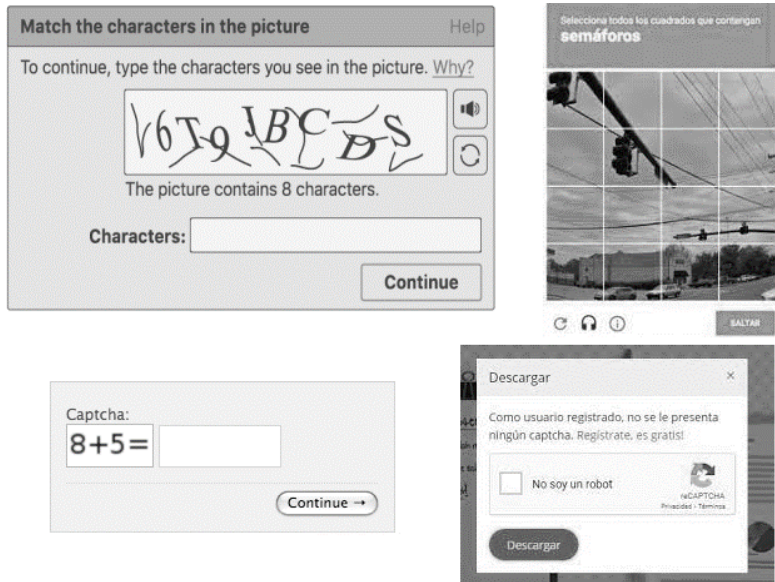 Match the characters in the picture
Help
To continue, type the characters you see in the picture. Why?
6T9JBCDS
The picture contains 8 characters.
Characters:
Continue
Selecciona todos los cuadrados que contengan
semáforos
SALTAR
Captcha:
8+5=
Continue →
Descargar
×
Como usuario registrado, no se le presenta
ningún captcha. Regístrate, es gratis!
No soy un robot
reCAPTCHA
Privacidad - Términos
Descargar